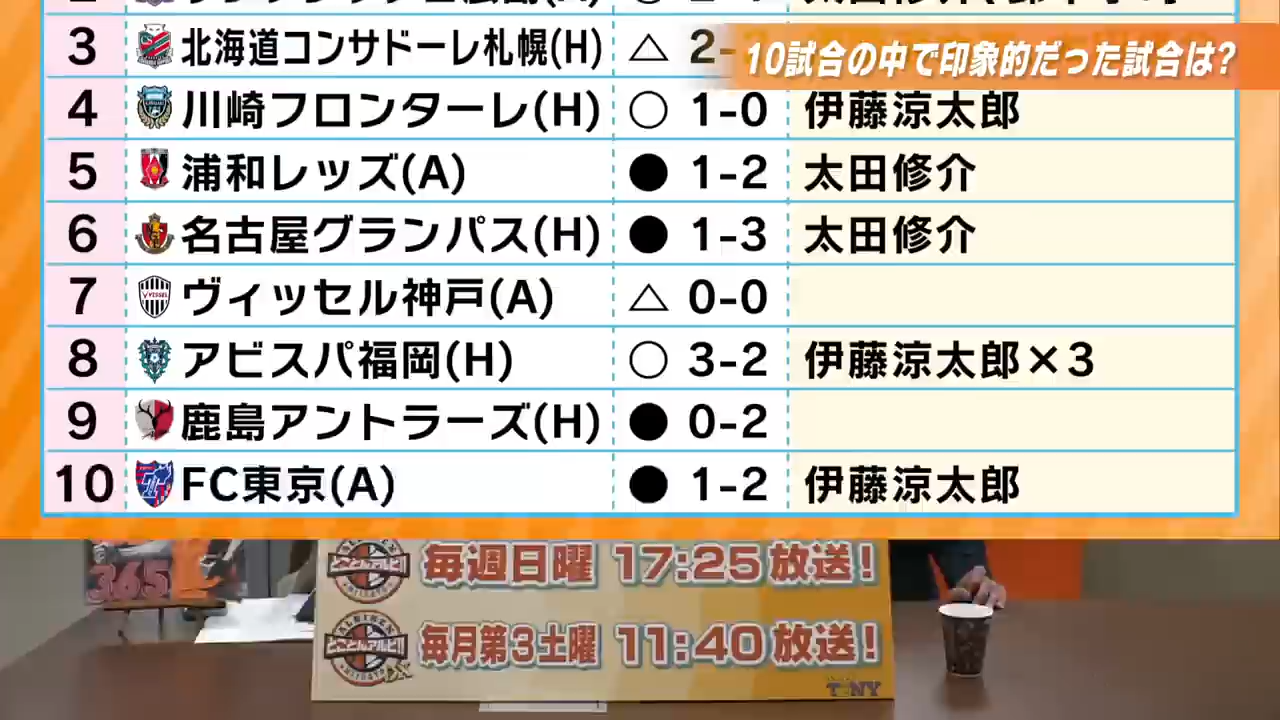 3 北海道コンサドーレ札幌(H) △ 2-
10試合の中で印象的だった試合は?
4 川崎フロンターレ(H) ○ 1-0 伊藤涼太郎
5 浦和レッズ(A) ● 1-2 太田修介
6 名古屋グランパス(H) ● 1-3 太田修介
7 ヴィッセル神戸(A) △ 0-0
8 アビスパ福岡(H) ○ 3-2 伊藤涼太郎×3
9 鹿島アントラーズ(H) ● 0-2
10 FC東京(A) ● 1-2 伊藤涼太郎
365
毎週日曜 17:25 放送!
毎月第3土曜 11:40 放送!
TeNY